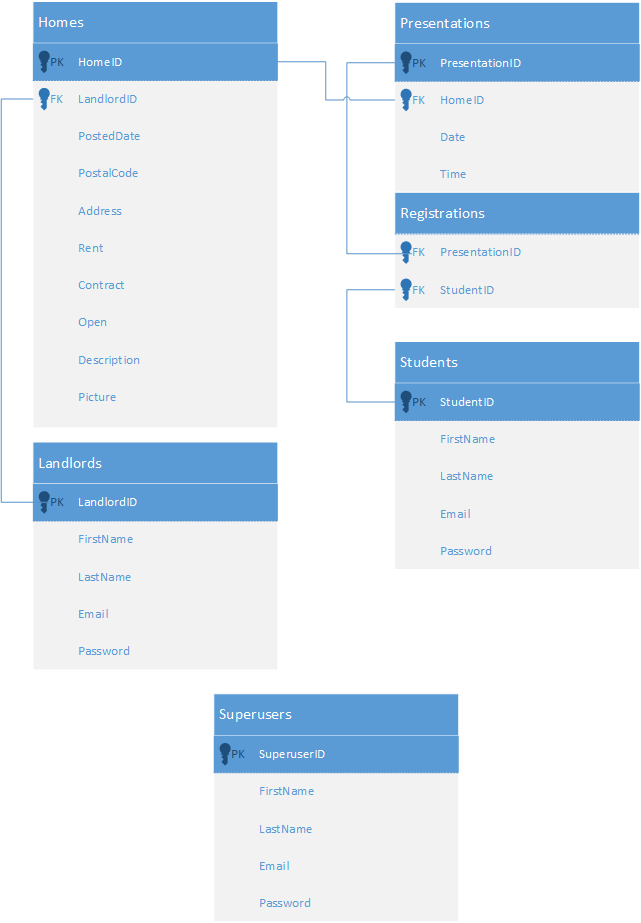 Homes
PK HomeID
FK LandlordID
PostedDate
PostalCode
Address
Rent
Contract
Open
Description
Picture
Landlords
PK LandlordID
FirstName
LastName
Email
Password
Presentations
PK PresentationID
FK HomeID
Date
Time
Registrations
FK PresentationID
FK StudentID
Students
PK StudentID
FirstName
LastName
Email
Password
Superusers
PK SuperuserID
FirstName
LastName
Email
Password